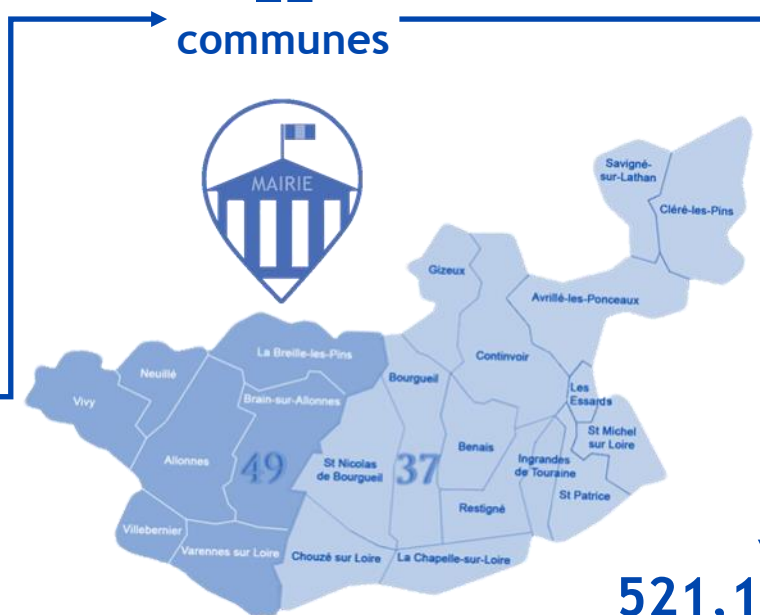 communes
MAIRIE
Savigné-
sur-Lathan
Cléré-les-Pins
Gizeux
Avrillé-les-Ponceaux
La Breille-les-Pins
Continvoir
Neuillé
Bourgueil
Vivy
Brain-sur-Allonnes
Les
Essards
St Michel
sur Loire
Benais
Allonnes
49
St Nicolas
de Bourgueil
37
Ingrandes
de Touraine
St Patrice
Restigné
Villebernier
Varennes sur Loire
Chouzé sur Loire
La Chapelle-sur-Loire
521,1